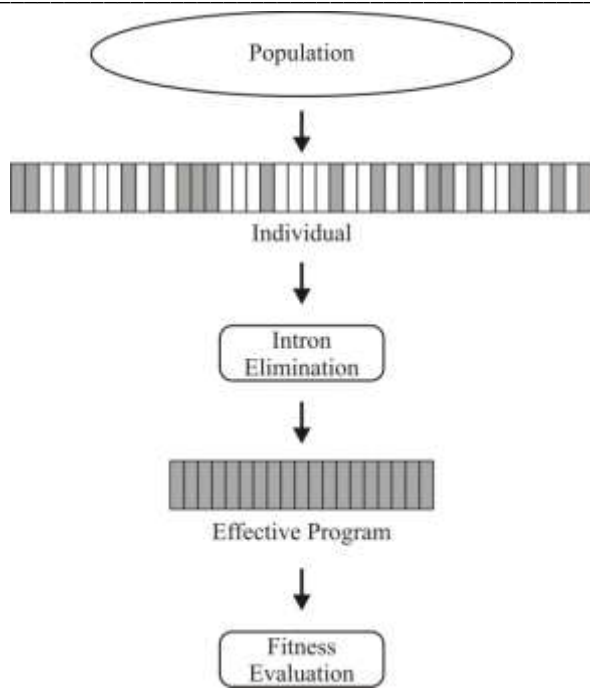 Population
Individual
Intron
Elimination
Effective Program
Fitness
Evaluation